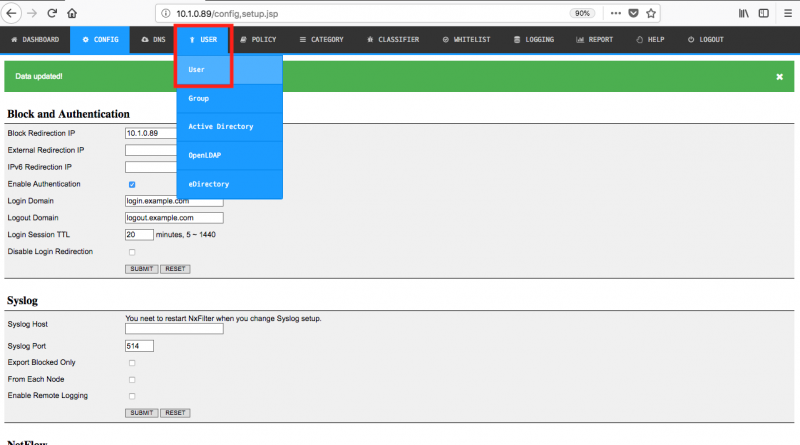 10.1.0.89/config,setup.jsp 90%
DASHBOARD CONFIG DNS USER POLICY CATEGORY CLASSIFIER WHITELIST LOGGING REPORT HELP LOGOUT
Data updated!
User
Group
Active Directory
OpenLDAP
eDirectory
Block and Authentication
Block Redirection IP 10.1.0.89
External Redirection IP
IPv6 Redirection IP
Enable Authentication
Login Domain login.example.com
Logout Domain logout.example.com
Login Session TTL 20 minutes, 5 ~ 1440
Disable Login Redirection
SUBMIT RESET
Syslog
You neet to restart NxFilter when you change Syslog setup.
Syslog Host
Syslog Port 514
Export Blocked Only
From Each Node
Enable Remote Logging
SUBMIT RESET
NetFlow